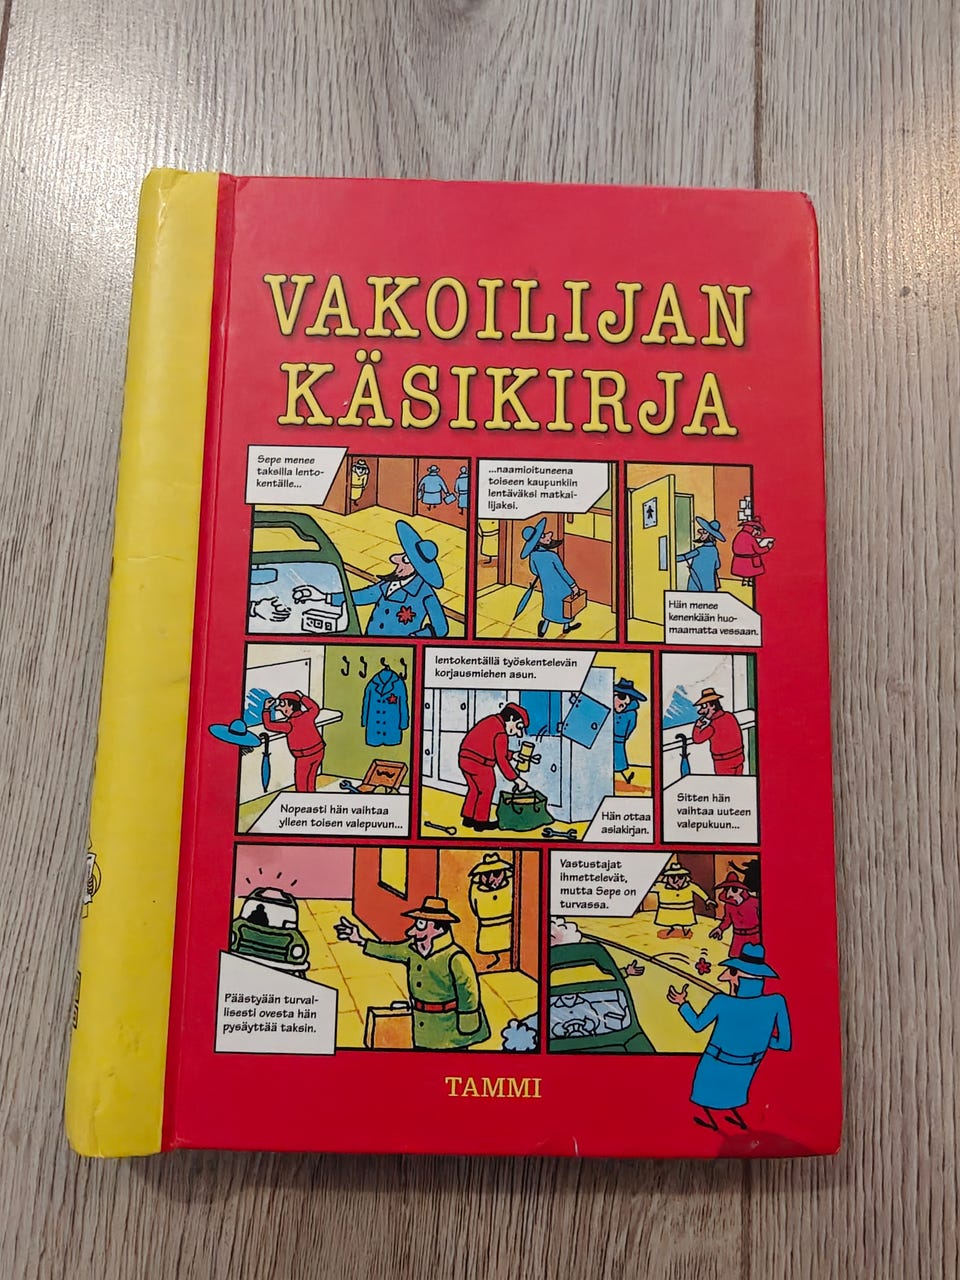 VAKOILIJAN
KÄSIKIRJA
Sepe menee
taksilla lento-
kentälle...
...naamioituneena
toiseen kaupunkiin
lentäväksi matkai-
lijaksi.
Hän menee
kenenkään huo-
maamatta vessaan.
Nopeasti hän vaihtaa
ylleen toisen valepuvun...
lentokentällä työskentelevän
korjausmiehen asun.
Hän ottaa
asiakirjan.
Sitten hän
vaihtaa uuteen
valepukuun...
Päästyään turval-
lisesti ovesta hän
pysäyttää taksin.
Vastustajat
ihmettelevät,
mutta Sepe on
turvassa.
TAMMI